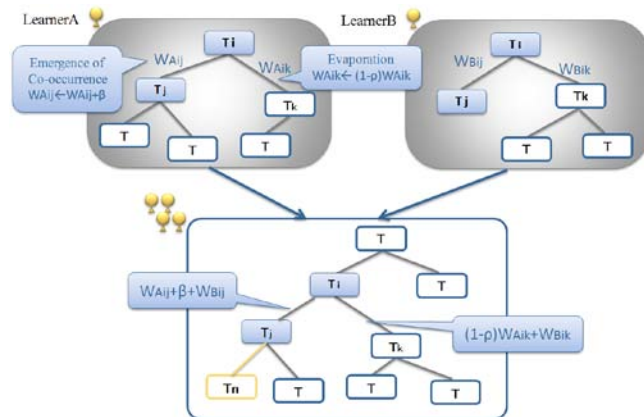 LearnerA
LearnerB
Ti
WAij
WAik
Emergence of
Co-occurrence
WAij←WAij+β
Evaporation
WAik← (1-ρ)WAik
Tj
Tk
T
T
T
Ti
WBij
WBik
Tj
Tk
T
T
T
Ti
T
WAij+β+WBij
(1-ρ)WAik+WBik
Tj
Tk
Tn
T
T
T